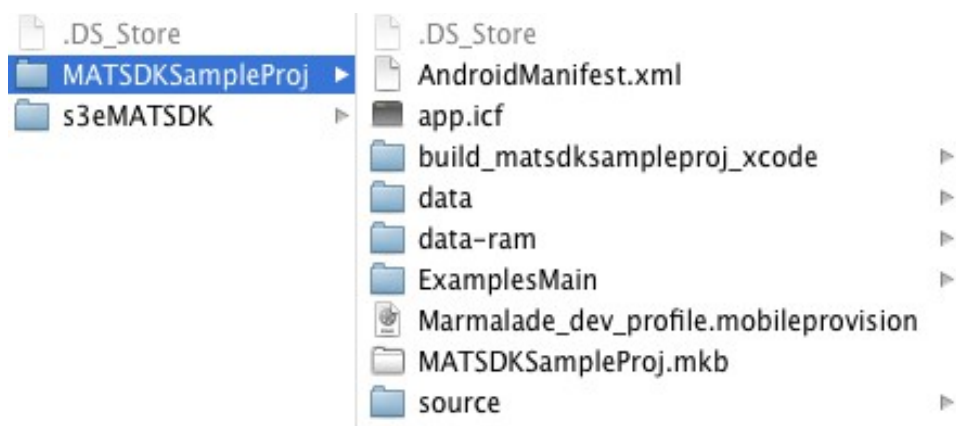 .DS_Store
MATSDKSampleProj
s3eMATSDK
.DS_Store
AndroidManifest.xml
app.icf
build_matsdksampleproj_xcode
data
data-ram
ExamplesMain
Marmalade_dev_profile.mobileprovision
MATSDKSampleProj.mkb
source